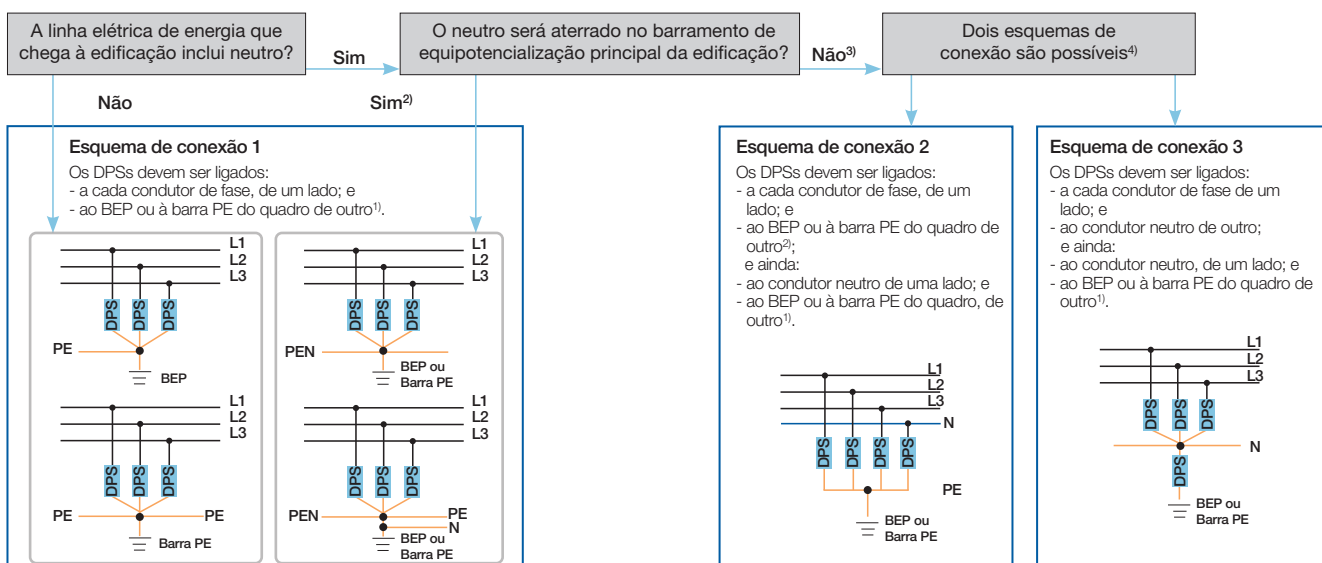 A linha elétrica de energia que
chega à edificação inclui neutro?
Sim
O neutro será aterrado no barramento de
equipotencialização principal da edificação?
Não3)
Dois esquemas de
conexão são possíveis4)
Não
Sim2)
Esquema de conexão 1
Os DPSs devem ser ligados:
- a cada condutor de fase, de um lado; e
- ao BEP ou à barra PE do quadro de outro1).
L1
L2
L3
DPS
DPS
DPS
PE
BEP
L1
L2
L3
DPS
DPS
DPS
PE
PE
Barra PE
L1
L2
L3
DPS
DPS
DPS
PEN
BEP ou
Barra PE
L1
L2
L3
DPS
DPS
DPS
PEN
PE
N
BEP ou
Barra PE
Esquema de conexão 2
Os DPSs devem ser ligados:
- a cada condutor de fase, de um
lado; e
- ao BEP ou à barra PE do quadro de
outro2);
e ainda:
- ao condutor neutro de uma lado; e
- ao BEP ou à barra PE do quadro, de
outro1).
L1
L2
L3
N
DPS
DPS
DPS
DPS
PE
BEP ou
Barra PE
Esquema de conexão 3
Os DPSs devem ser ligados:
- a cada condutor de fase de um
lado; e
- ao condutor neutro de outro;
e ainda:
- ao condutor neutro, de um lado; e
- ao BEP ou à barra PE do quadro de
outro1).
L1
L2
L3
DPS
DPS
DPS
N
DPS
BEP ou
Barra PE